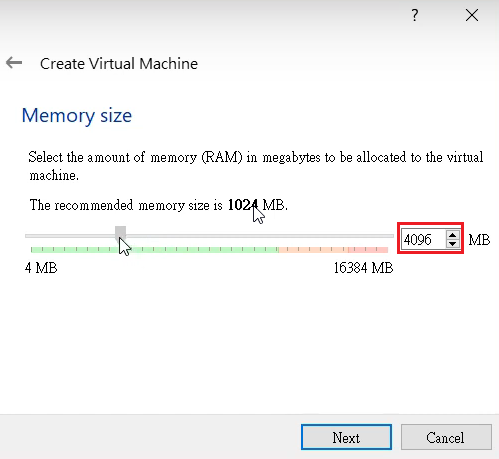 ?
Create Virtual Machine
Memory size
Select the amount of memory (RAM) in megabytes to be allocated to the virtual
machine.
The recommended memory size is 1024 MB.
4096 MB
4 MB 16384 MB
Next Cancel